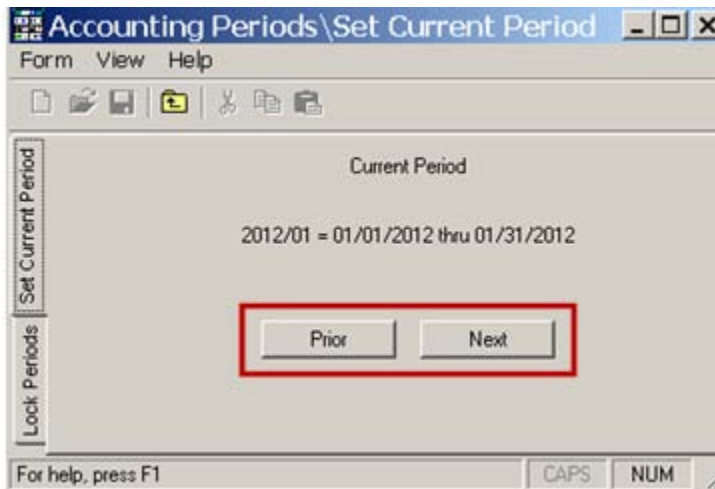 Accounting Periods\Set Current Period
Form View Help
Set Current Period
Lock Periods
Current Period
2012/01 = 01/01/2012 thru 01/31/2012
Prior Next
For help, press F1 CAPS NUM